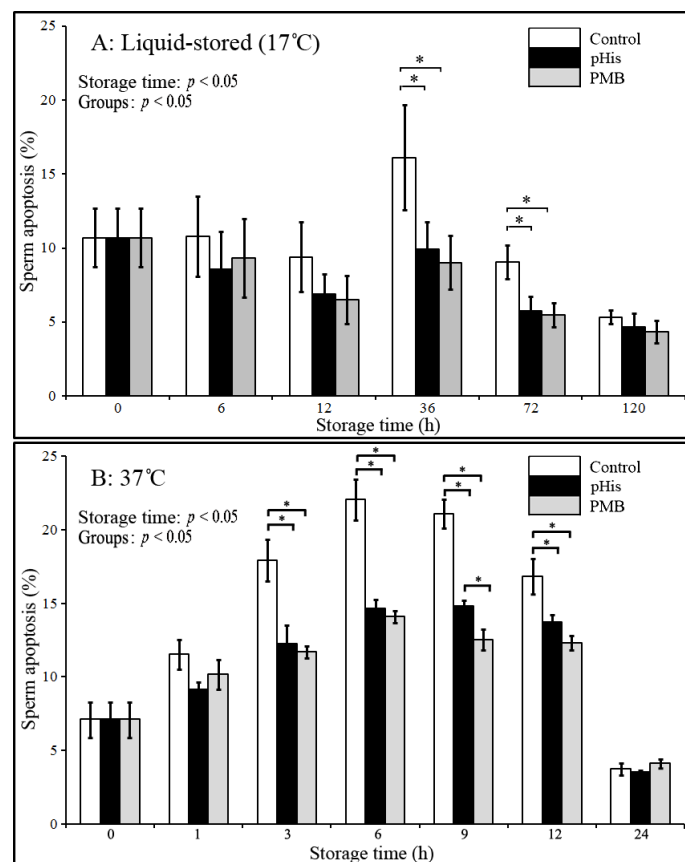 A: Liquid-stored (17℃)
Storage time: p < 0.05
Groups: p < 0.05
Control
pHis
PMB
Sperm apoptosis (%)
25
20
15
10
5
0
* * * *
0 6 12 36 72 120
Storage time (h)
B: 37℃
Storage time: p < 0.05
Groups: p < 0.05
Control
pHis
PMB
Sperm apoptosis (%)
25
20
15
10
5
0
* * * * * * * * *
0 1 3 6 9 12 24
Storage time (h)